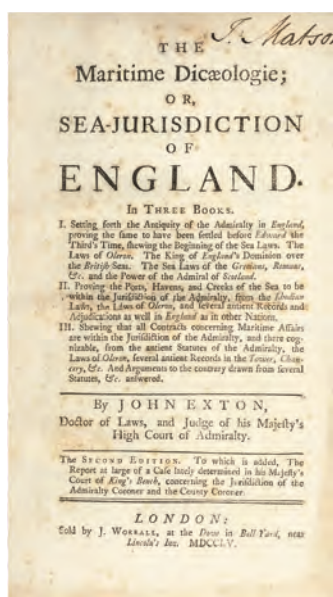 J. Matson
THE
Maritime Dicæologie;
OR,
SEA-JURISDICTION
OF
ENGLAND.
IN THREE BOOKS.
I. Setting forth the Antiquity of the Admiralty in England,
proving the same to have been settled before Edward the
Third's Time, shewing the Beginning of the Sea Laws. The
Laws of Oleron. The King of England's Dominion over
the British Seas. The Sea Laws of the Grecians, Romans,
&c. and the Power of the Admiral of Scotland.
II. Proving the Ports, Havens, and Creeks of the Sea to be
within the Jurisdiction of the Admiralty, from the Rhodian
Laws, the Laws of Oleron, and several antient Records and
Adjudications as well in England as in other Nations.
III. Shewing that all Contracts concerning Maritime Affairs
are within the Jurisdiction of the Admiralty, and there cog-
nizable, from the antient Statutes of the Admiralty, the
Laws of Oleron, several antient Records in the Tower, Chan-
cery, &c. And Arguments to the contrary drawn from several
Statutes, &c. answered.
By JOHN EXTON,
Doctor of Laws, and Judge of his Majesty's
High Court of Admiralty.
The SECOND EDITION. To which is added, The
Report at large of a Case lately determined in his Majesty's
Court of King's Bench, concerning the Jurisdiction of the
Admiralty Coroner and the County Coroner.
LONDON:
Sold by J. WORRALL, at the Dove in Bell Yard, near
Lincoln's Inn. MDCCLV.